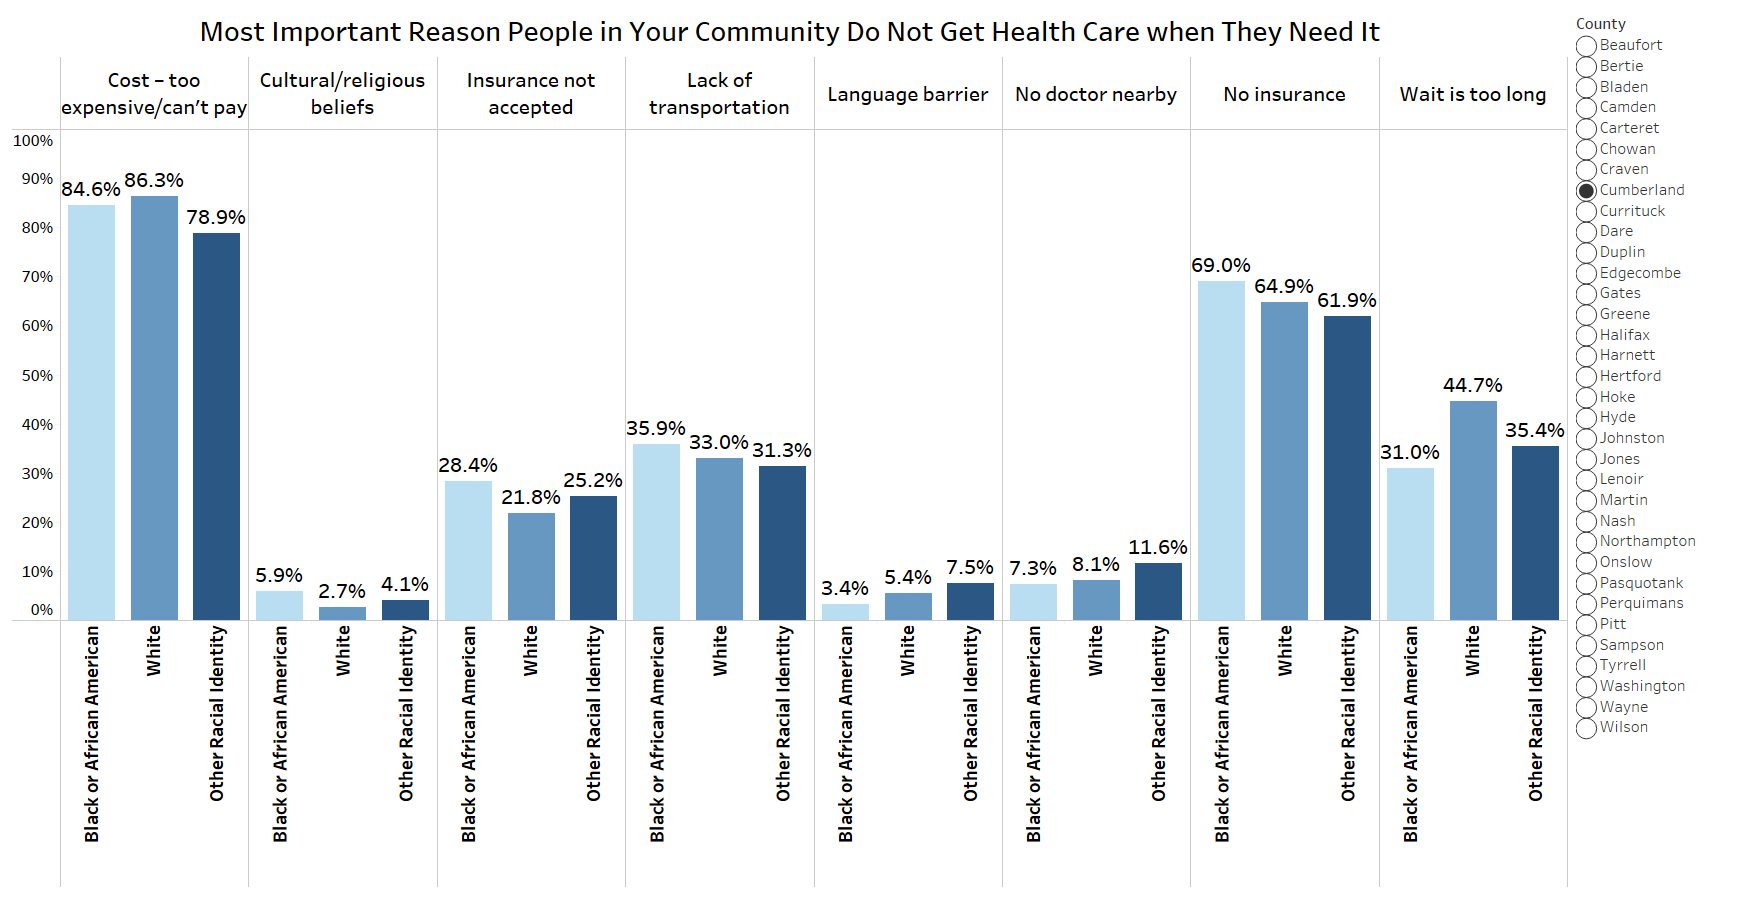 Most Important Reason People in Your Community Do Not Get Health Care when They Need It
Cost – too
expensive/can't pay
Cultural/religious
beliefs
Insurance not
accepted
Lack of
transportation
Language barrier
No doctor nearby
No insurance
Wait is too long
100%
90%
80%
70%
60%
50%
40%
30%
20%
10%
0%
84.6%
86.3%
78.9%
5.9%
2.7%
4.1%
28.4%
21.8%
25.2%
35.9%
33.0%
31.3%
3.4%
5.4%
7.5%
7.3%
8.1%
11.6%
69.0%
64.9%
61.9%
31.0%
44.7%
35.4%
Black or African American
White
Other Racial Identity
Black or African American
White
Other Racial Identity
Black or African American
White
Other Racial Identity
Black or African American
White
Other Racial Identity
Black or African American
White
Other Racial Identity
Black or African American
White
Other Racial Identity
Black or African American
White
Other Racial Identity
Black or African American
White
Other Racial Identity
County
Beaufort
Bertie
Bladen
Camden
Carteret
Chowan
Craven
Cumberland
Currituck
Dare
Duplin
Edgecombe
Gates
Greene
Halifax
Harnett
Hertford
Hoke
Hyde
Johnston
Jones
Lenoir
Martin
Nash
Northampton
Onslow
Pasquotank
Perquimans
Pitt
Sampson
Tyrrell
Washington
Wayne
Wilson